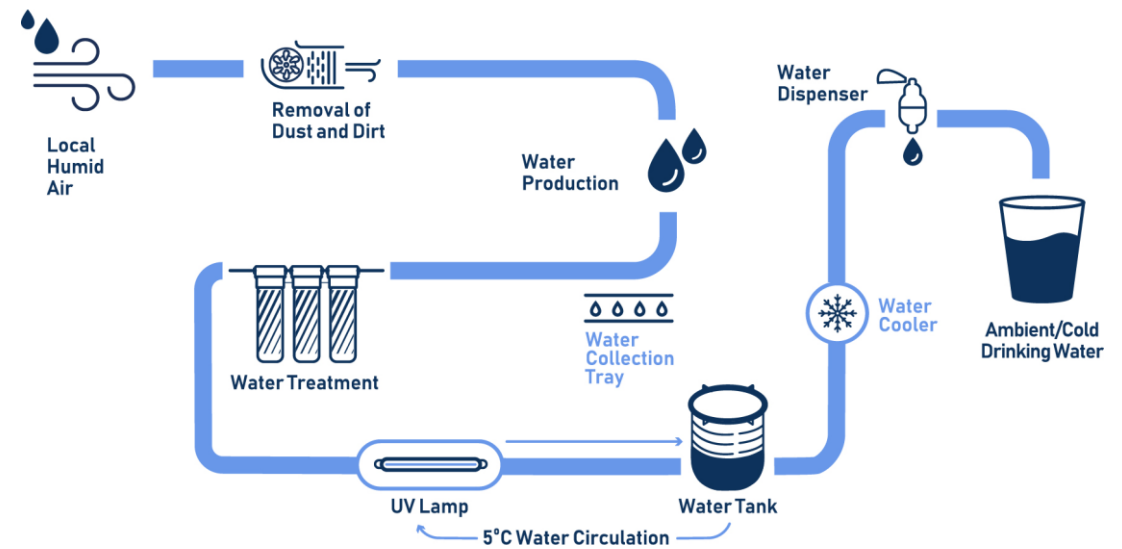 Local
Humid
Air
Removal of
Dust and Dirt
Water
Production
Water Treatment
Water
Collection
Tray
UV Lamp
Water Tank
5°C Water Circulation
Water
Cooler
Water
Dispenser
Ambient/Cold
Drinking Water